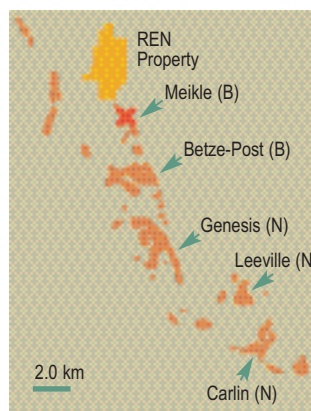 REN
Property
Meikle (B)
Betze-Post (B)
Genesis (N)
Leeville (N
Carlin (N)
2.0 km